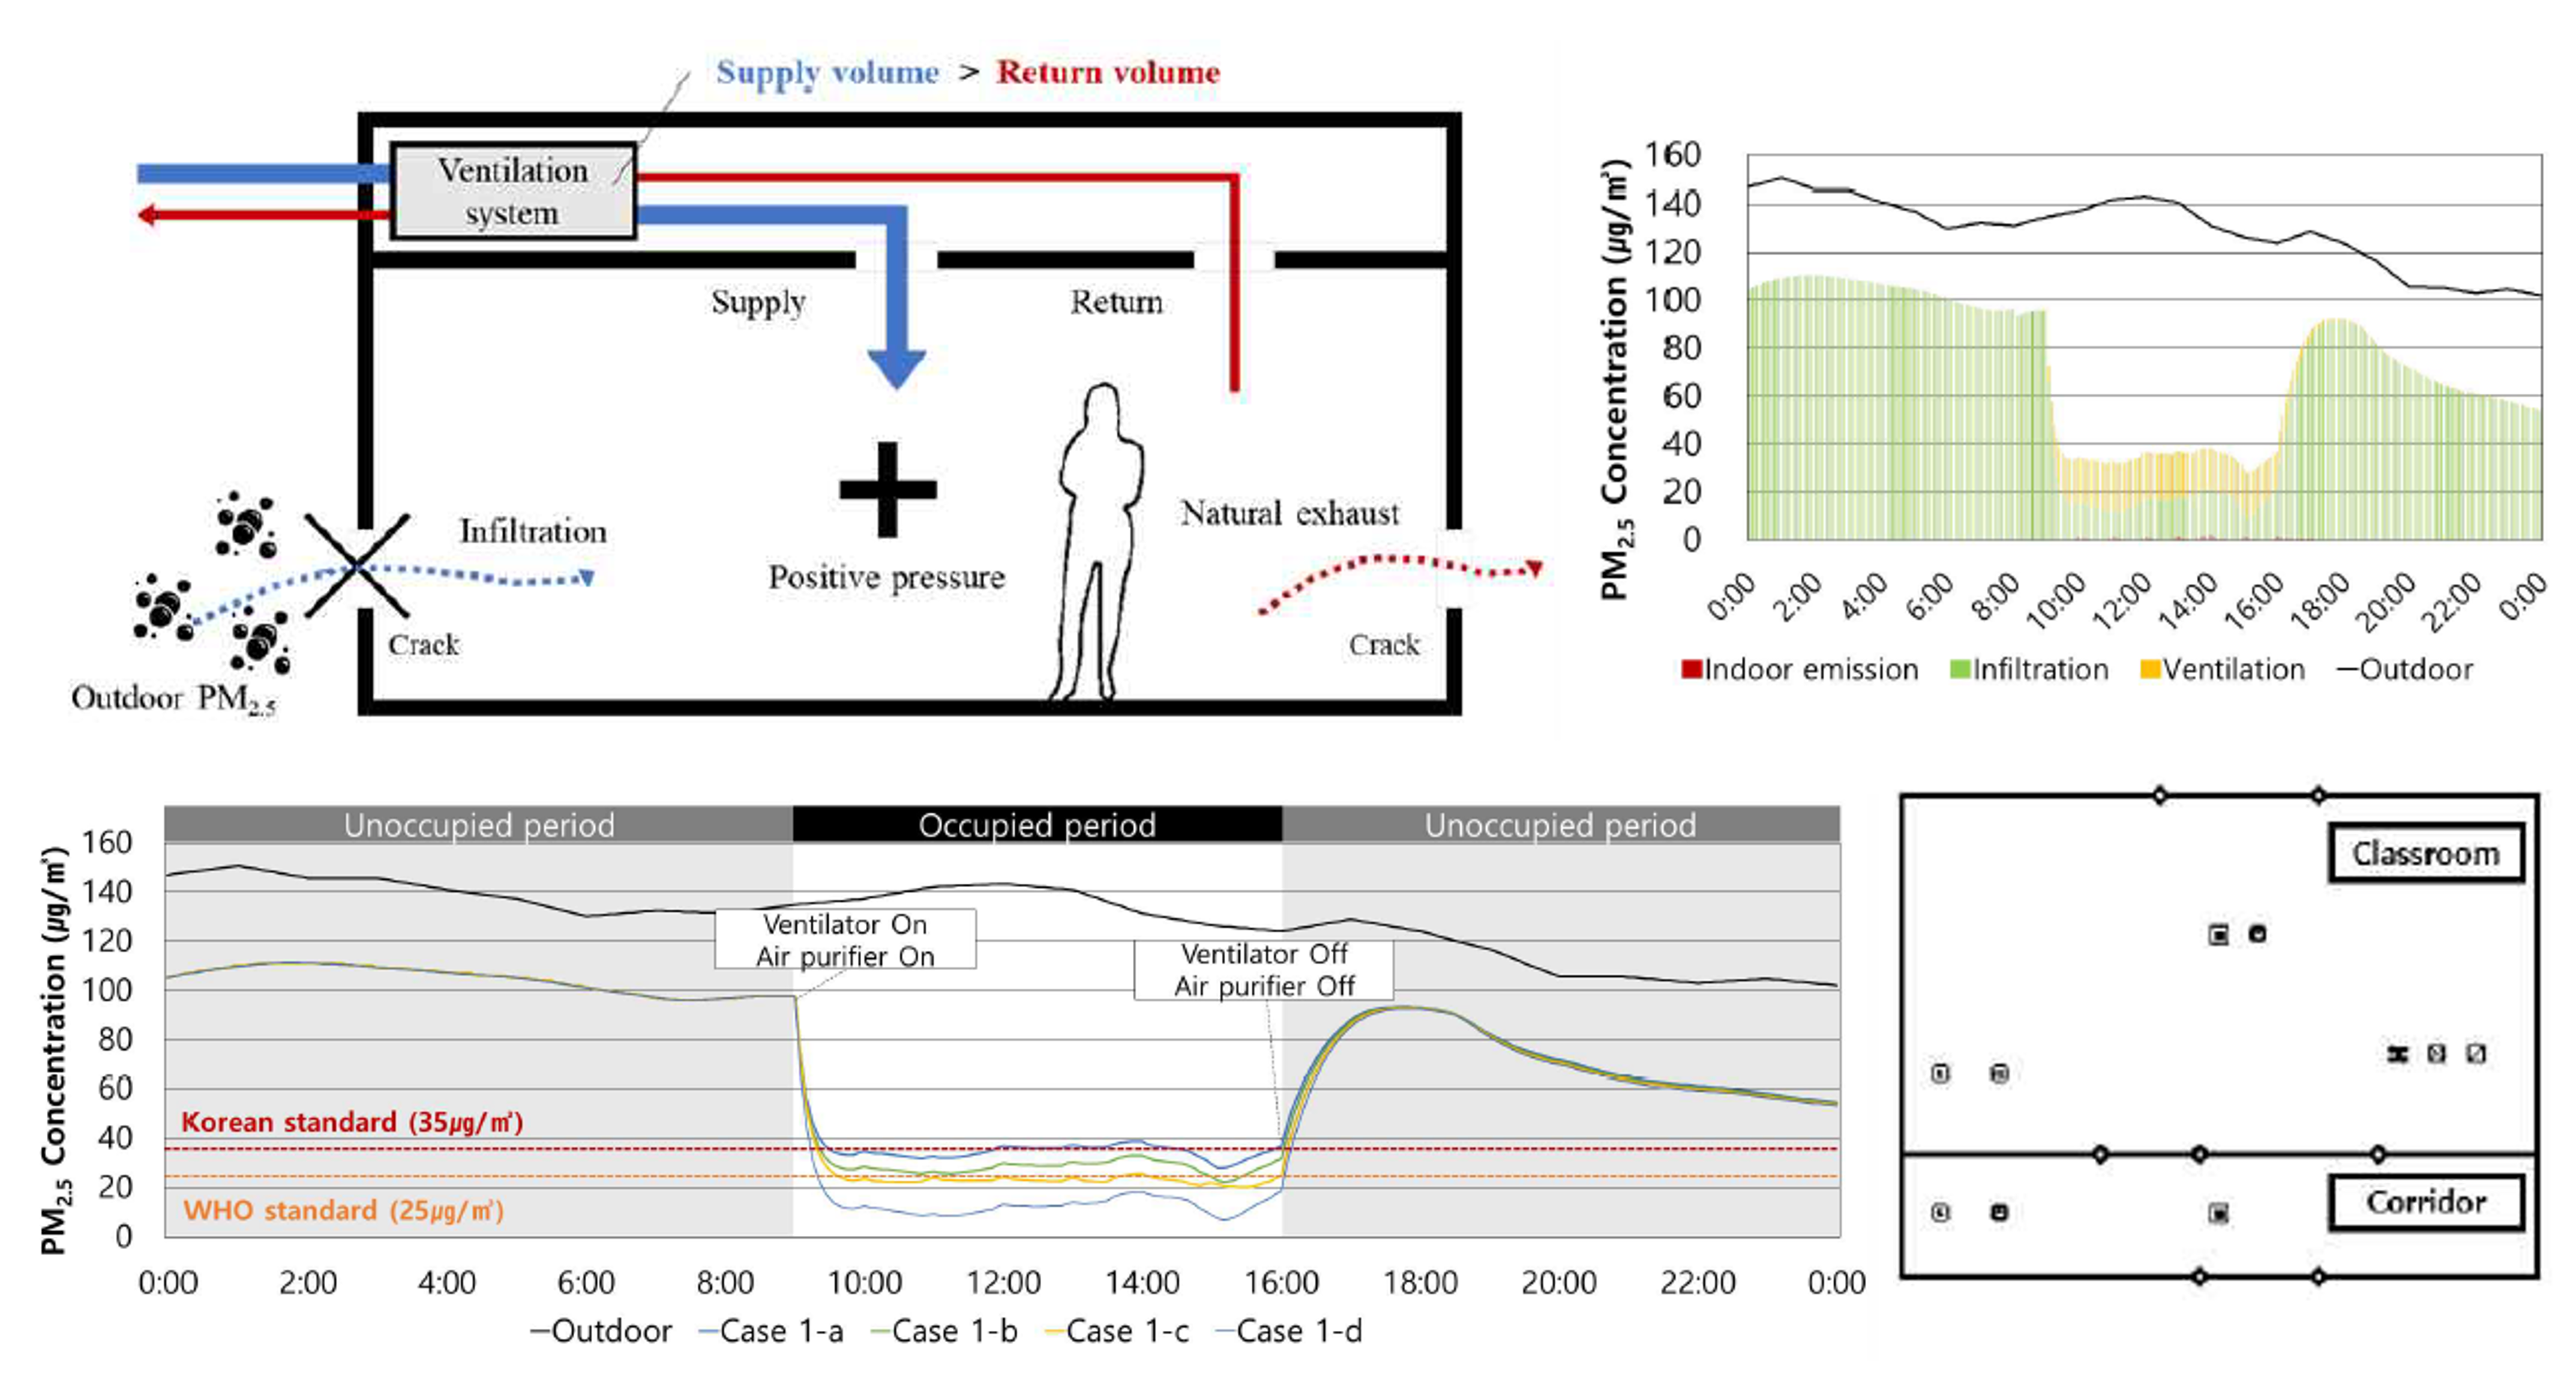 Supply volume > Return volume
Ventilation
system
Supply
Return
Infiltration
Natural exhaust
Positive pressure
Crack
Crack
Outdoor PM2.5
PM2.5 Concentration (㎍/㎥)
160
140
120
100
80
60
40
20
0
0:00 2:00 4:00 6:00 8:00 10:00 12:00 14:00 16:00 18:00 20:00 22:00 0:00
Indoor emission Infiltration Ventilation Outdoor
Unoccupied period Occupied period Unoccupied period
PM2.5 Concentration (㎍/㎥)
160
140
120
100
80
60
40
20
0
Ventilator On
Air purifier On
Ventilator Off
Air purifier Off
Korean standard (35㎍/㎥)
WHO standard (25㎍/㎥)
0:00 2:00 4:00 6:00 8:00 10:00 12:00 14:00 16:00 18:00 20:00 22:00 0:00
Outdoor Case 1-a Case 1-b Case 1-c Case 1-d
Classroom
Corridor